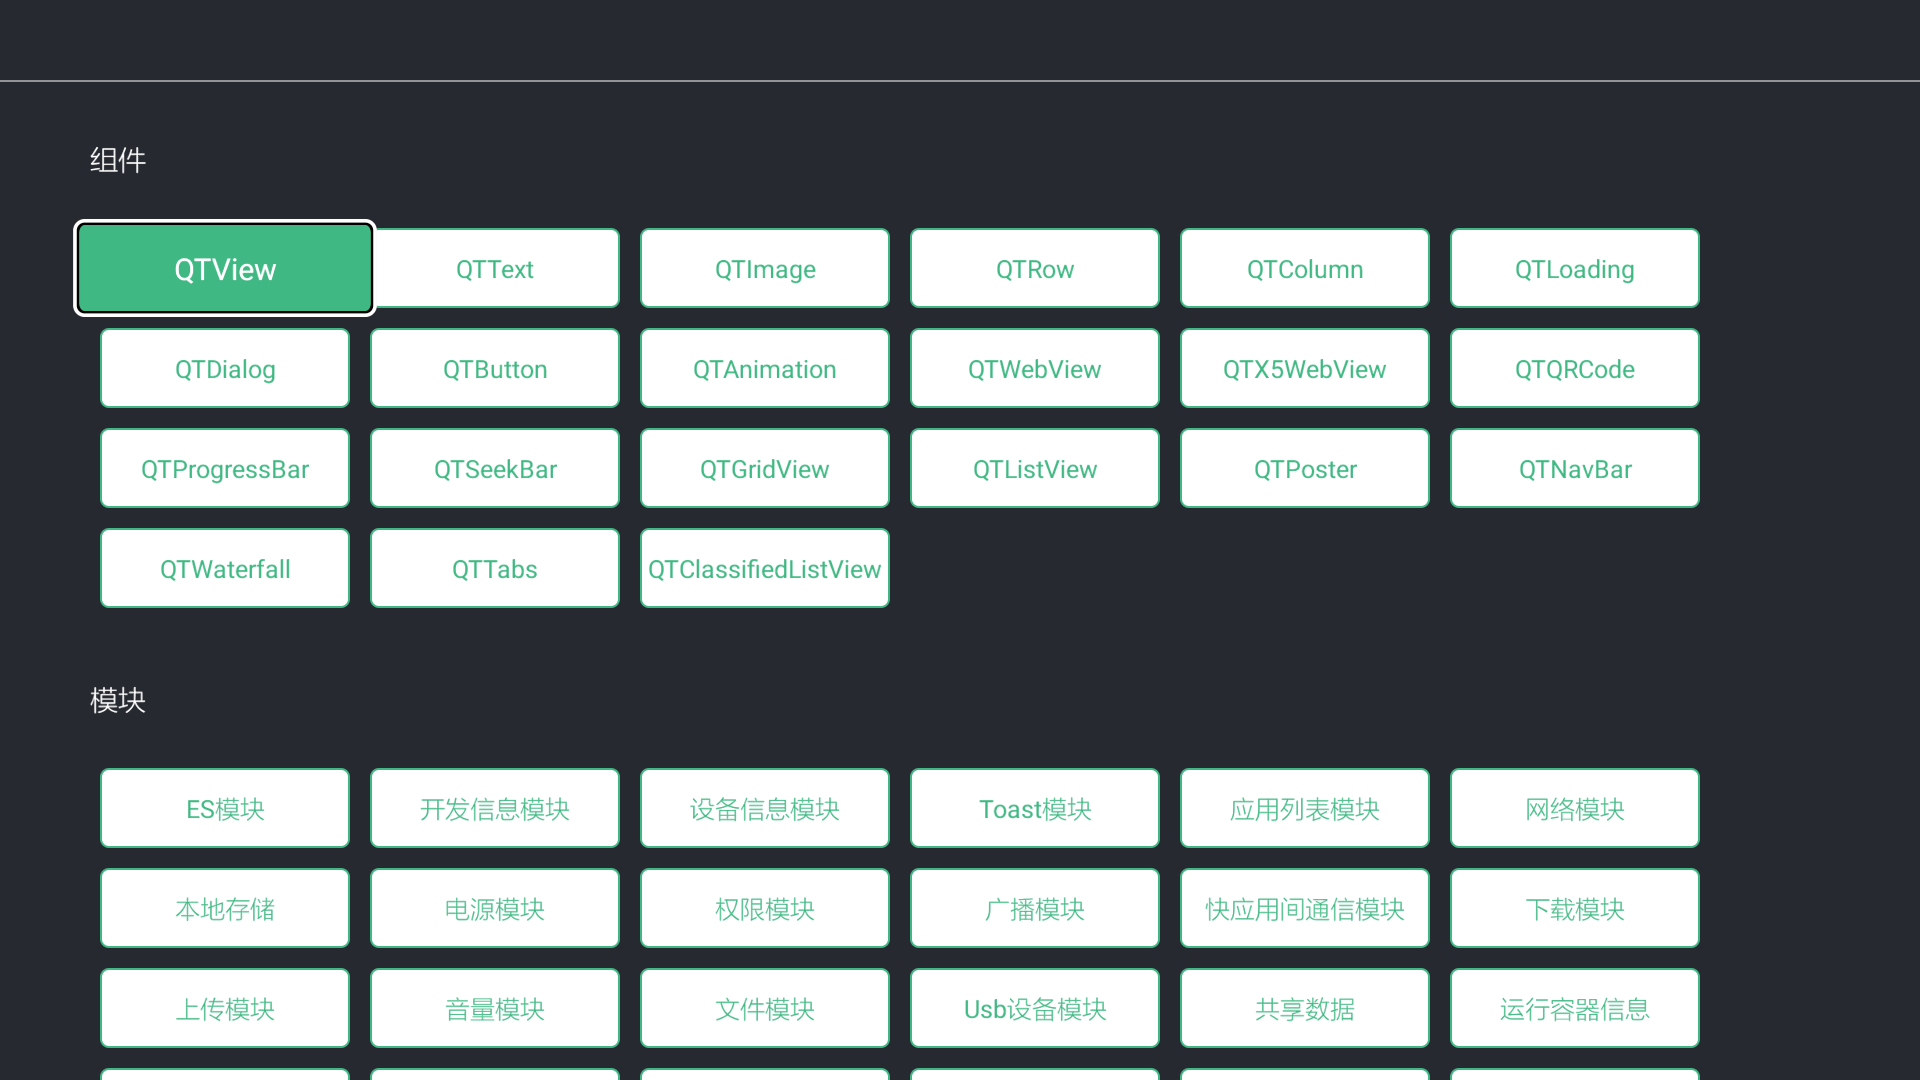 组件
QTView QTText QTImage QTRow QTColumn QTLoading
QTDialog QTButton QTAnimation QTWebView QTX5WebView QTQRCode
QTProgressBar QTSeekBar QTGridView QTListView QTPoster QTNavBar
QTWaterfall QTTabs QTClassifiedListView
模块
ES模块 开发信息模块 设备信息模块 Toast模块 应用列表模块 网络模块
本地存储 电源模块 权限模块 广播模块 快应用间通信模块 下载模块
上传模块 音量模块 文件模块 Usb设备模块 共享数据 运行容器信息